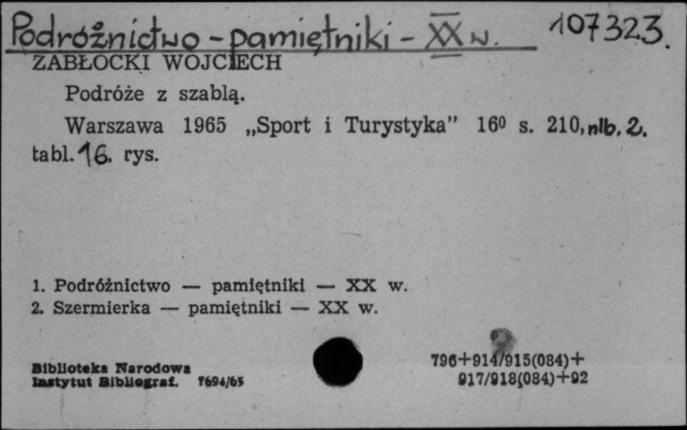 Podróżnictwo - pamiętniki - XX w. 107323.
ZABŁOCKI WOJCIECH
Podróże z szablą.
Warszawa 1965 „Sport i Turystyka” 16⁰ s. 210, nlb. 2.
tabl. 16. rys.
1. Podróżnictwo — pamiętniki — XX w.
2. Szermierka — pamiętniki — XX w.
Biblioteka Narodowa
Instytut Bibliograf. 7694/65
796+914/915(084)+
917/918(084)+92